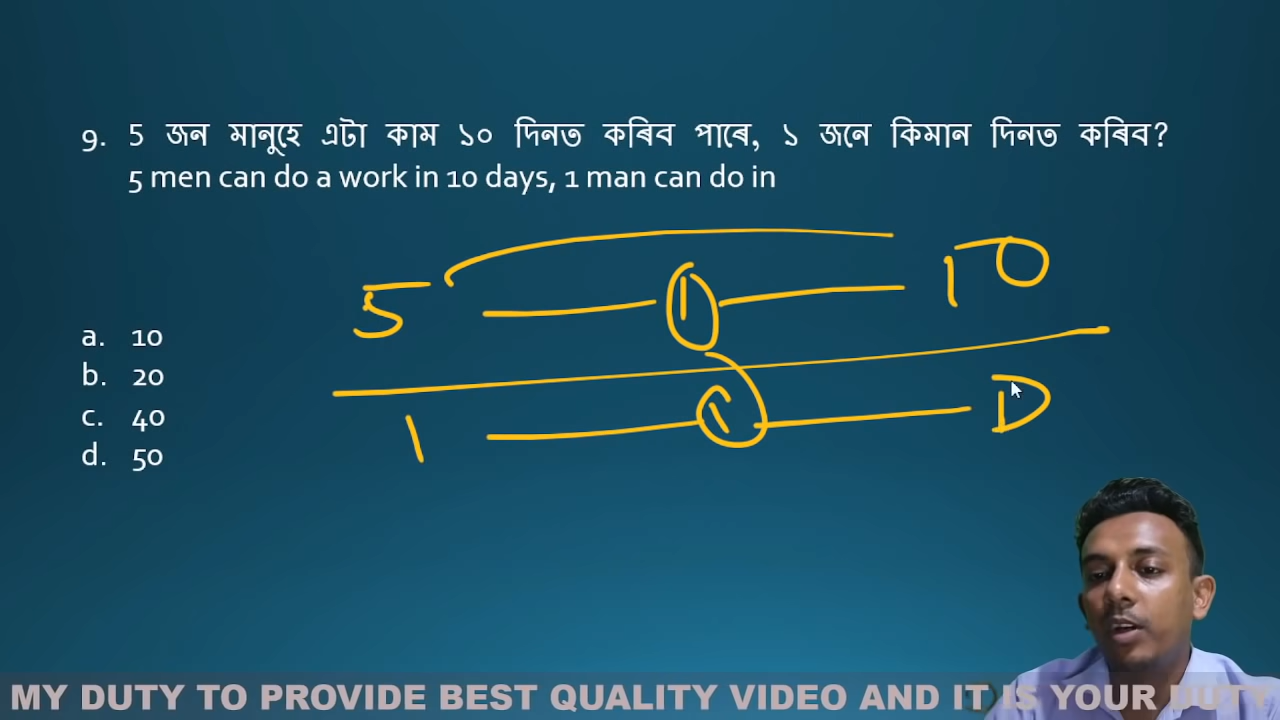 9. 5 জন মানুহে এটা কাম ১০ দিনত কৰিব পাৰে, ১ জনে কিমান দিনত কৰিব?
5 men can do a work in 10 days, 1 man can do in
5 1 10
1 1 D
a. 10
b. 20
c. 40
d. 50
MY DUTY TO PROVIDE BEST QUALITY VIDEO AND IT IS YOUR DUTY